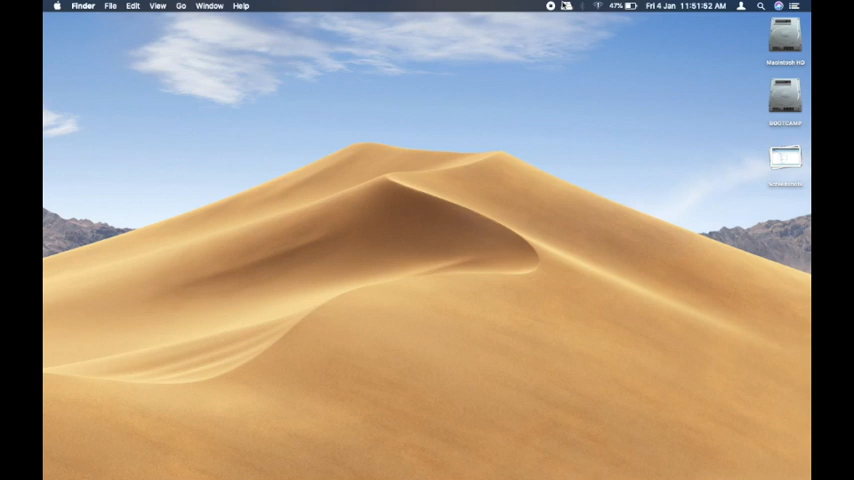 Finder File Edit View Go Window Help 47% Fri 4 Jan 11:51:52 AM
Macintosh HD
BOOTCAMP